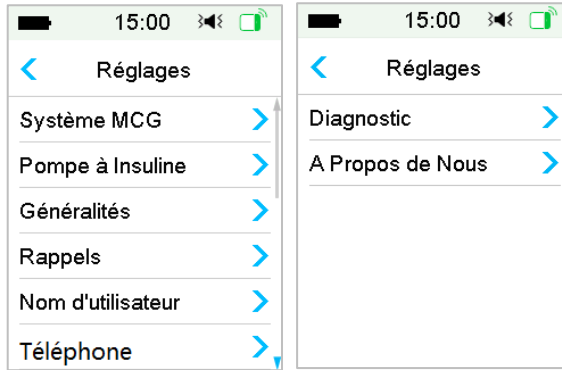 15:00
Réglages
Système MCG
Pompe à Insuline
Généralités
Rappels
Nom d'utilisateur
Téléphone
15:00
Réglages
Diagnostic
A Propos de Nous